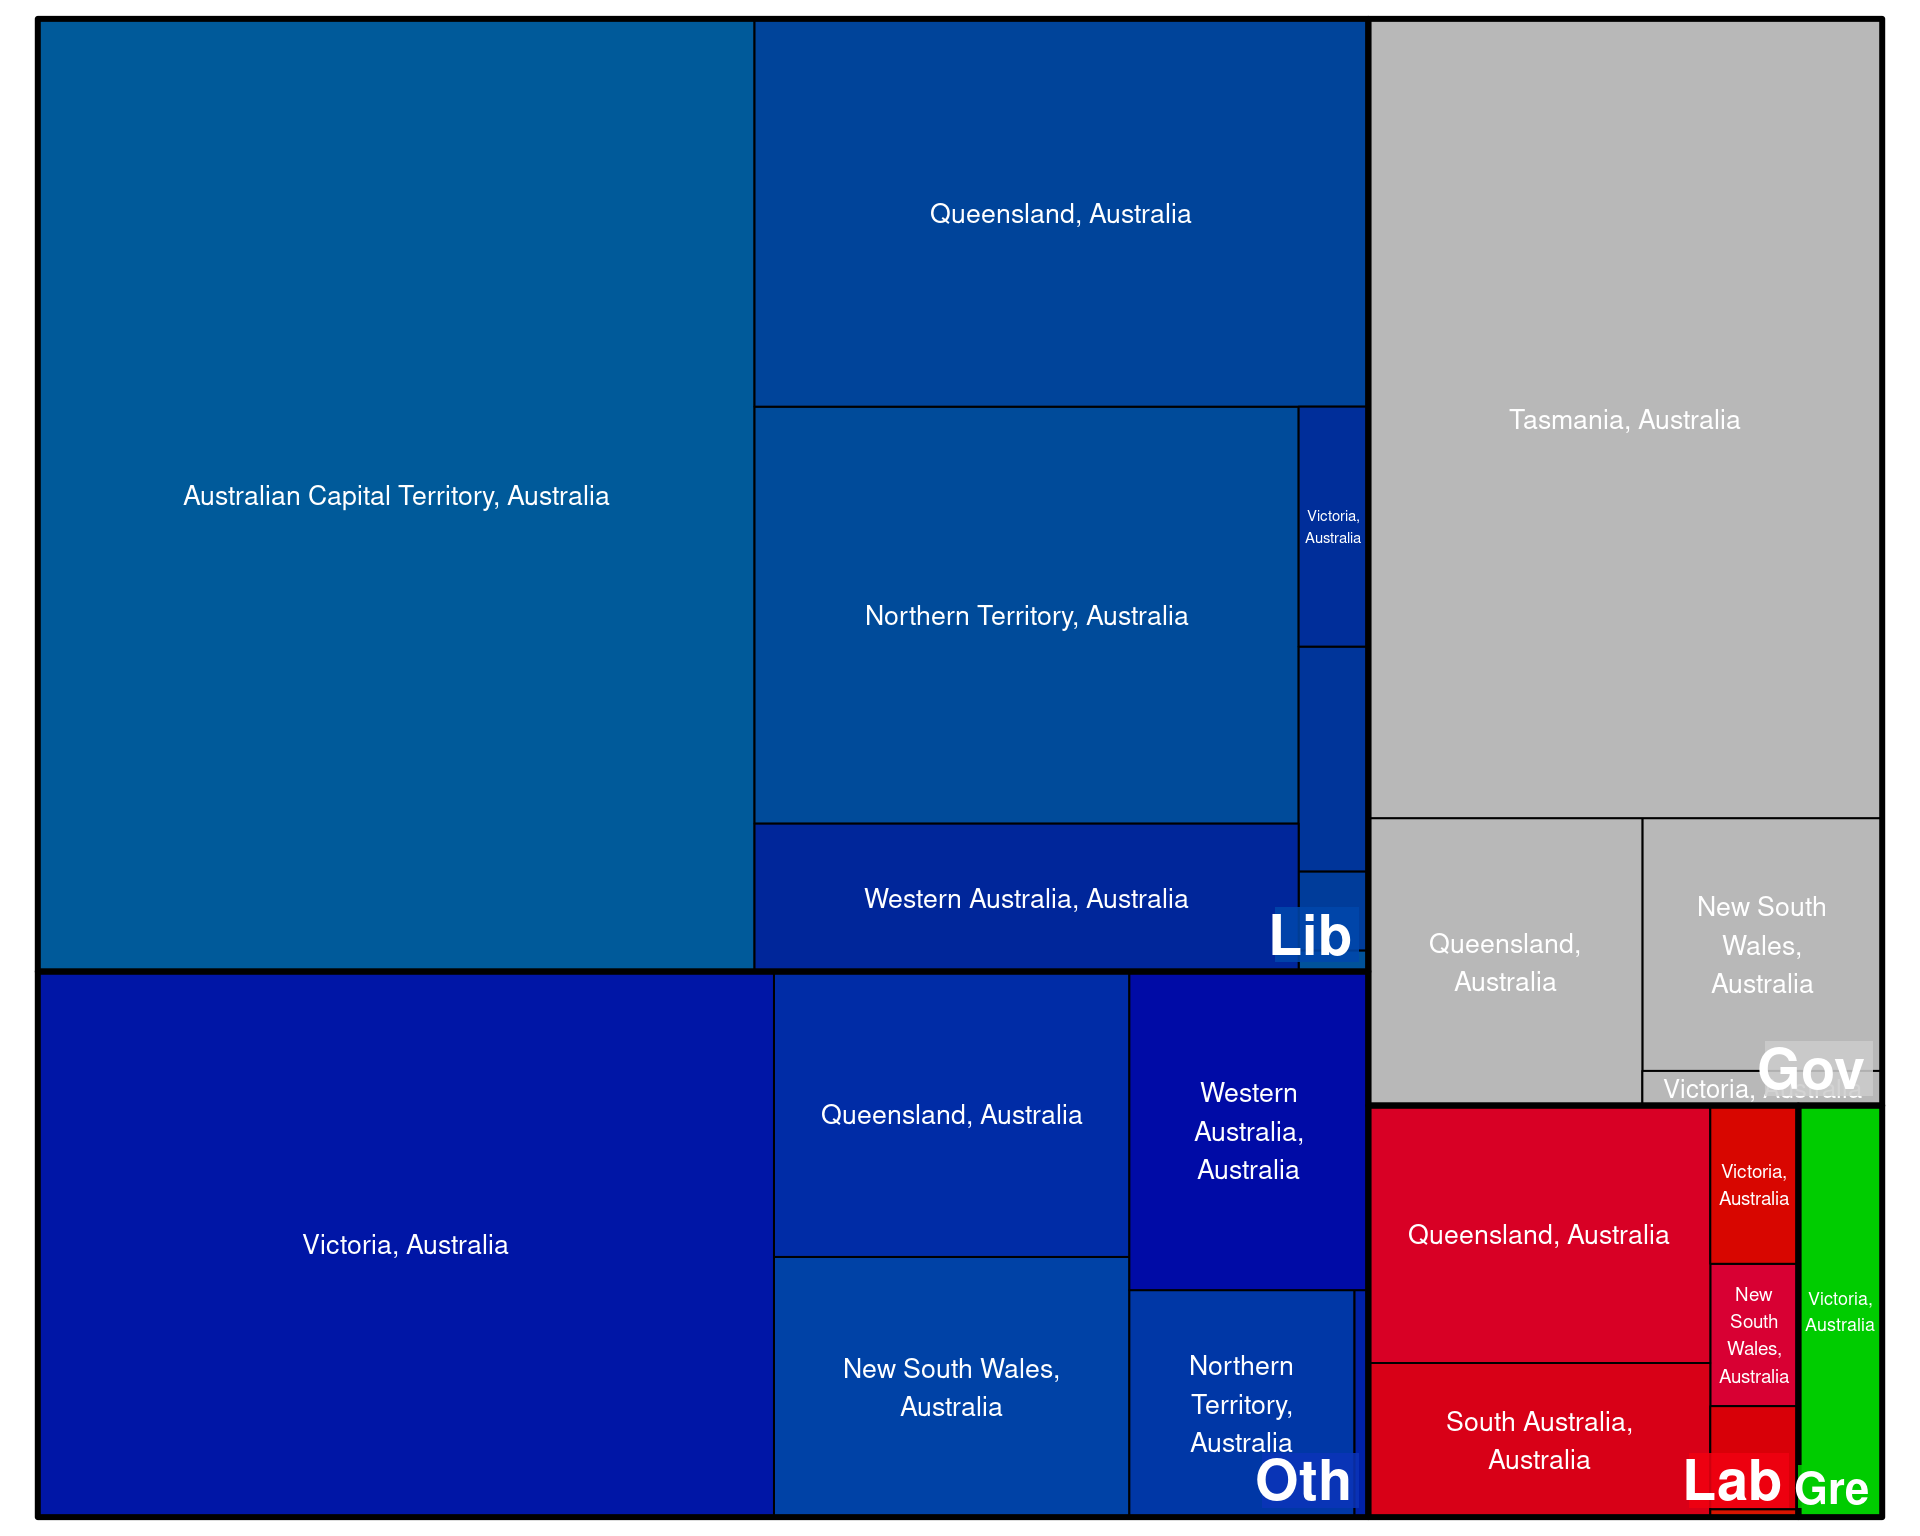 Australian Capital Territory, Australia
Queensland, Australia
Northern Territory, Australia
Victoria,
Australia
Western Australia, Australia
Lib
Tasmania, Australia
Queensland,
Australia
New South
Wales,
Australia
Victoria, Australia
Gov
Victoria, Australia
Queensland, Australia
New South Wales,
Australia
Western
Australia,
Australia
Northern
Territory,
Australia
Oth
Queensland, Australia
South Australia,
Australia
Victoria,
Australia
New
South
Wales,
Australia
Lab
Victoria,
Australia
Gre